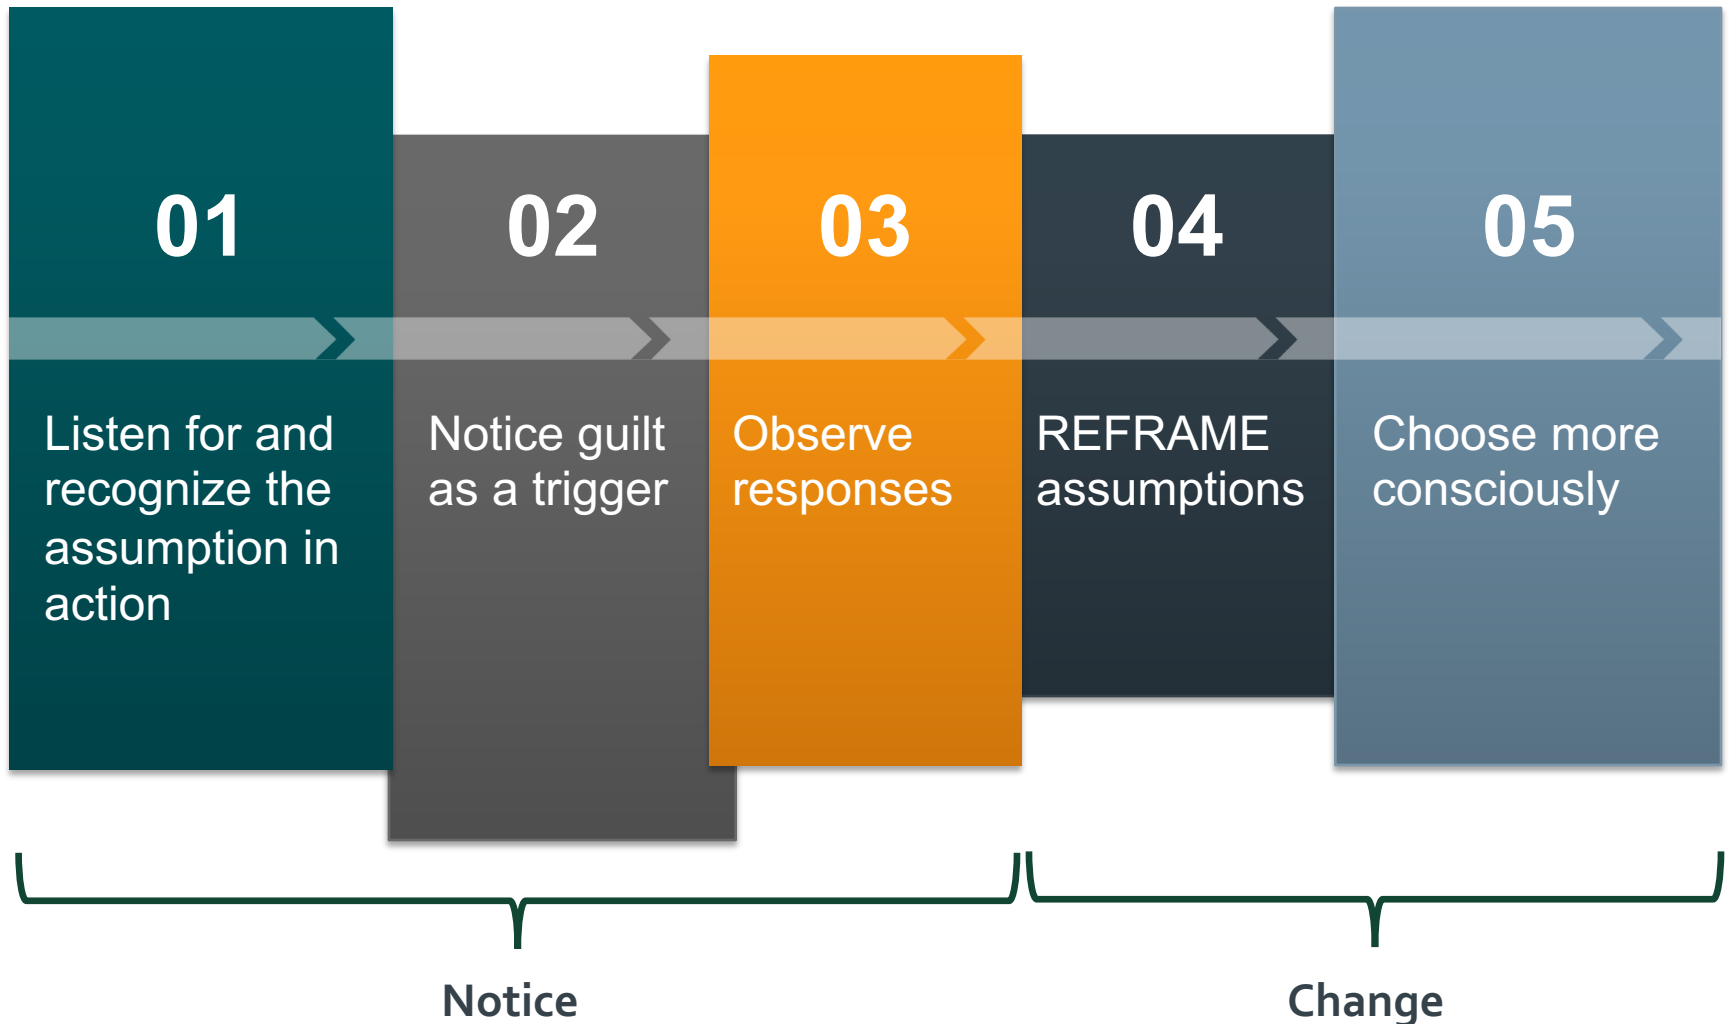 01
Listen for and
recognize the
assumption in
action
02
Notice guilt
as a trigger
03
Observe
responses
04
REFRAME
assumptions
05
Choose more
consciously
Notice
Change